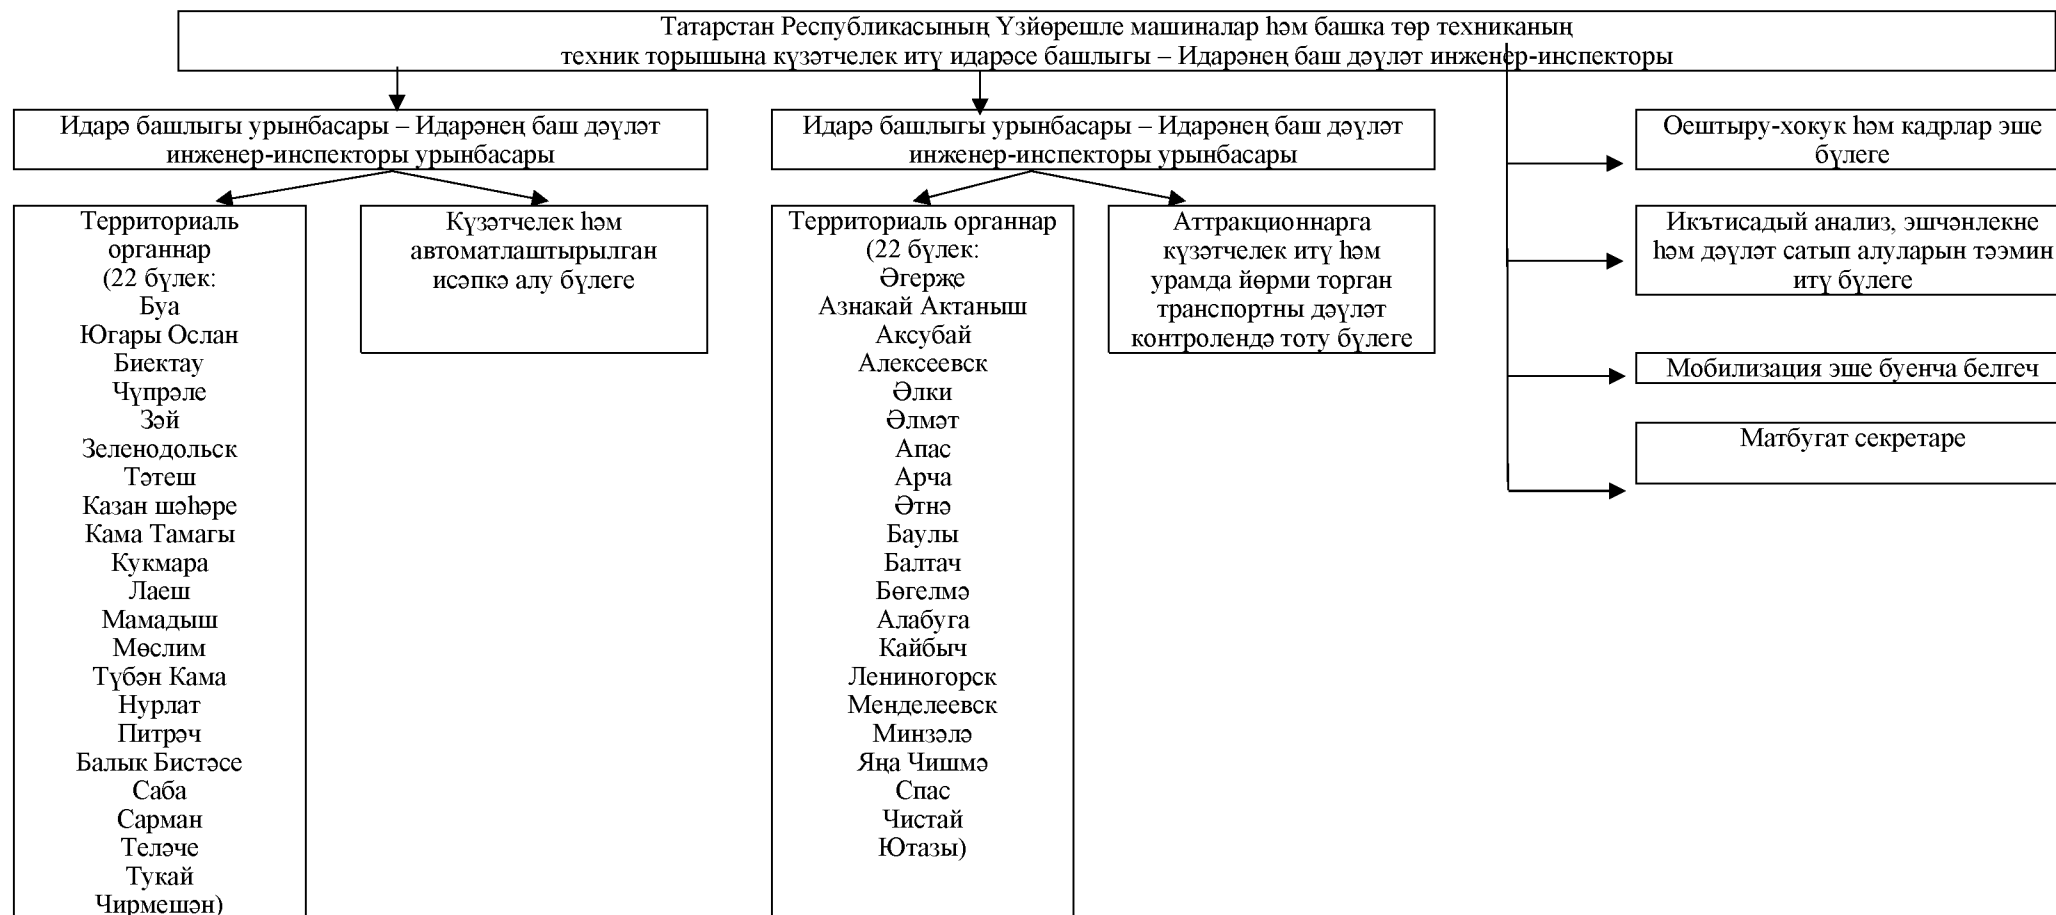 Татарстан Республикасының Үзйөрешле машиналар һәм башка төр техниканың
техник торышына күзәтчелек итү идарәсе башлыгы – Идарәнең баш дәүләт инженер-инспекторы
Идарә башлыгы урынбасары – Идарәнең баш дәүләт
инженер-инспекторы урынбасары
Идарә башлыгы урынбасары – Идарәнең баш дәүләт
инженер-инспекторы урынбасары
Оештыру-хокук һәм кадрлар эше
бүлеге
Территориаль
органнар
(22 бүлек:
Буа
Югары Ослан
Биектау
Чүпрәле
Зәй
Зеленодольск
Тәтеш
Казан шәһәре
Кама Тамагы
Кукмара
Лаеш
Мамадыш
Мөслим
Түбән Кама
Нурлат
Питрәч
Балык Бистәсе
Саба
Сарман
Теләче
Тукай
Чирмешән)
Күзәтчелек һәм
автоматлаштырылган
исәпкә алу бүлеге
Территориаль органнар
(22 бүлек:
Әгерҗе
Азнакай Актаныш
Аксубай
Алексеевск
Әлки
Әлмәт
Апас
Арча
Әтнә
Баулы
Балтач
Бөгелмә
Алабуга
Кайбыч
Лениногорск
Менделеевск
Минзәлә
Яңа Чишмә
Спас
Чистай
Ютазы)
Аттракционнарга
күзәтчелек итү һәм
урамда йөрми торган
транспортны дәүләт
контролендә тоту бүлеге
Икътисадый анализ, эшчәнлекне
һәм дәүләт сатып алуларын тәэмин
итү бүлеге
Мобилизация эше буенча белгеч
Матбугат секретаре